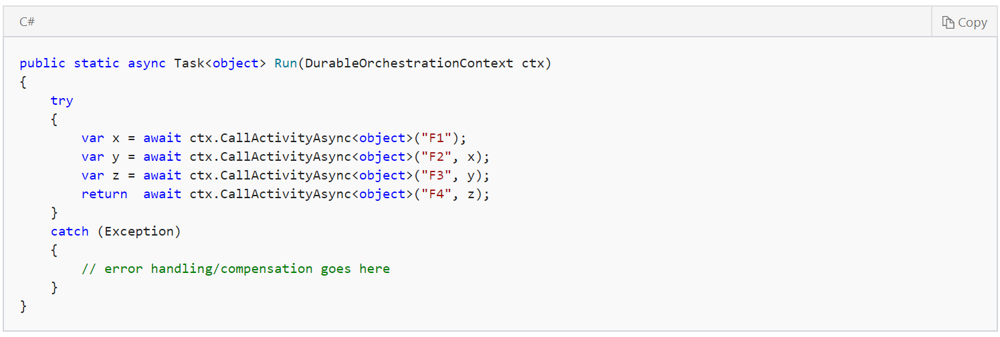 C#
Copy
public static async Task<object> Run(DurableOrchestrationContext ctx)
{
    try
    {
        var x = await ctx.CallActivityAsync<object>("F1");
        var y = await ctx.CallActivityAsync<object>("F2", x);
        var z = await ctx.CallActivityAsync<object>("F3", y);
        return  await ctx.CallActivityAsync<object>("F4", z);
    }
    catch (Exception)
    {
        // error handling/compensation goes here
    }
}